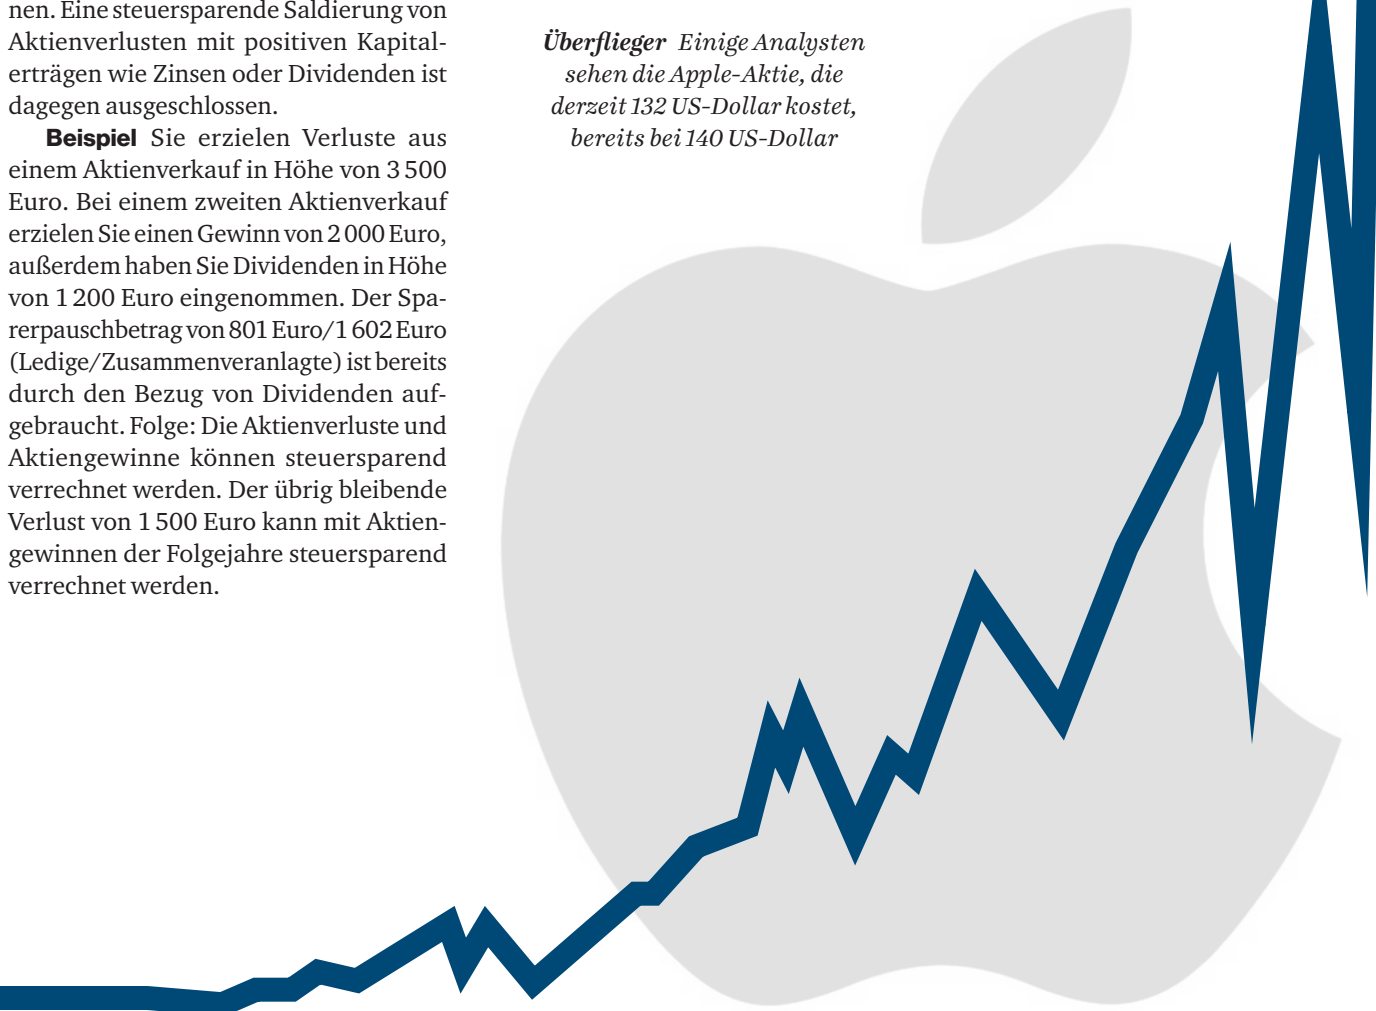 nen. Eine steuersparende Saldierung von
Aktienverlusten mit positiven Kapital-
erträgen wie Zinsen oder Dividenden ist
dagegen ausgeschlossen.
Beispiel Sie erzielen Verluste aus
einem Aktienverkauf in Höhe von 3 500
Euro. Bei einem zweiten Aktienverkauf
erzielen Sie einen Gewinn von 2 000 Euro,
außerdem haben Sie Dividenden in Höhe
von 1 200 Euro eingenommen. Der Spa-
rerpauschbetrag von 801 Euro/1 602 Euro
(Ledige/Zusammenveranlagte) ist bereits
durch den Bezug von Dividenden auf-
gebraucht. Folge: Die Aktienverluste und
Aktiengewinne können steuersparend
verrechnet werden. Der übrig bleibende
Verlust von 1 500 Euro kann mit Aktien-
gewinnen der Folgejahre steuersparend
verrechnet werden.
Überflieger Einige Analysten
sehen die Apple-Aktie, die
derzeit 132 US-Dollar kostet,
bereits bei 140 US-Dollar